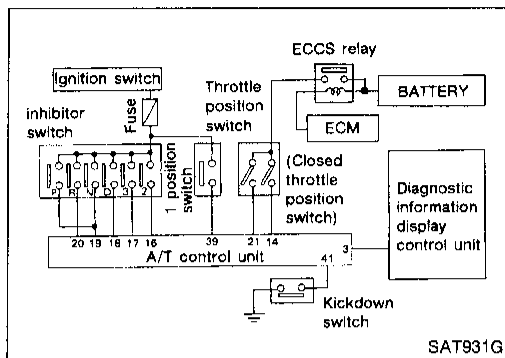 ECCS relay
Ignition switch
Throttle
position
switch
BATTERY
inhibitor
switch
Fuse
ECM
1 position
switch
(Closed
throttle
position
switch)
P R N D 3 2
Diagnostic
information
display
control unit
20 19 18 17 16 39 21 14
3
A/T control unit
41
Kickdown
switch
SAT931G